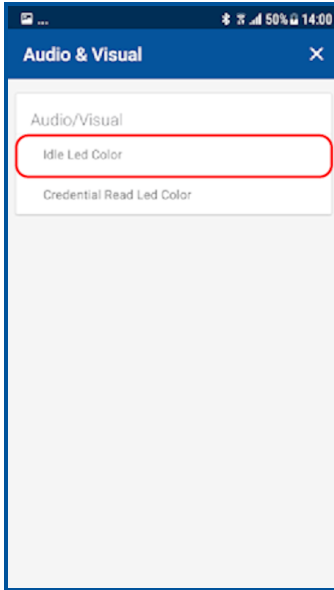 ... 50% 14:00
Audio & Visual
Audio/Visual
Idle Led Color
Credential Read Led Color